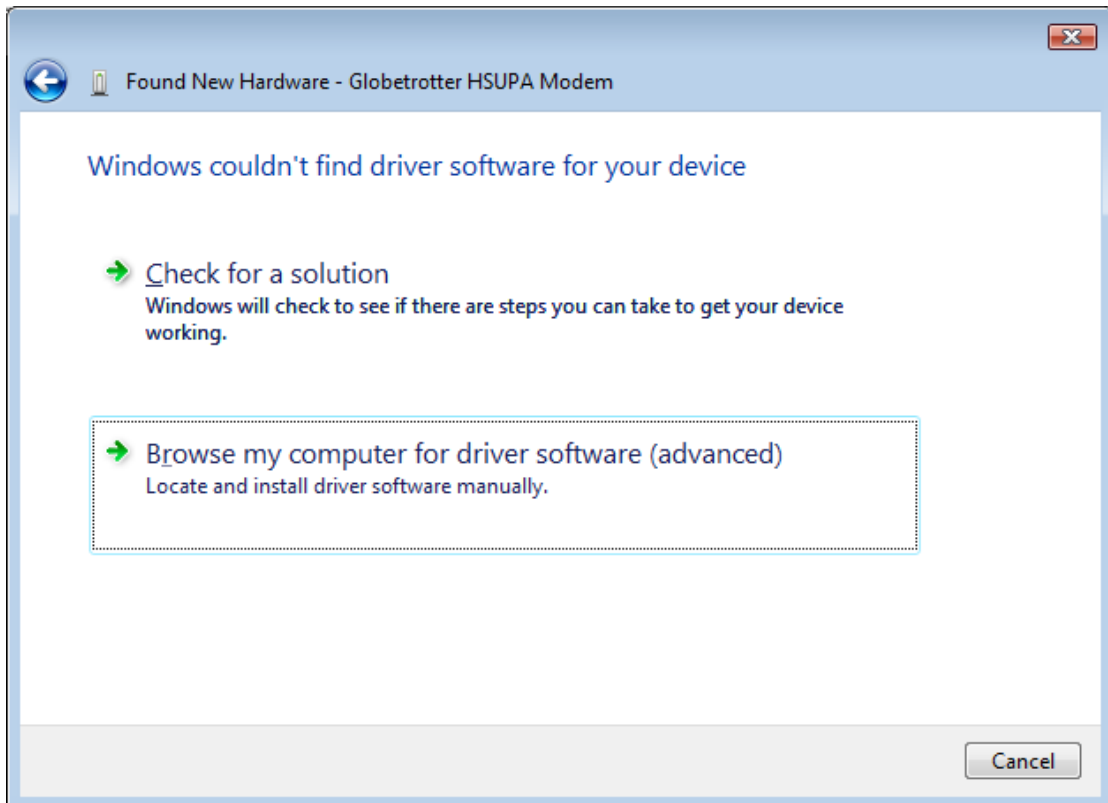 Found New Hardware - Globetrotter HSUPA Modem
Windows couldn't find driver software for your device
Check for a solution
Windows will check to see if there are steps you can take to get your device
working.
Browse my computer for driver software (advanced)
Locate and install driver software manually.
Cancel